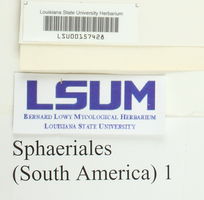 Louisiana State University Herbarium
LSU00157428
LSUM
BERNARD LOWY MYCOLOGICAL HERBARIUM
LOUISIANA STATE UNIVERSITY
Sphaeriales
(South America) 1